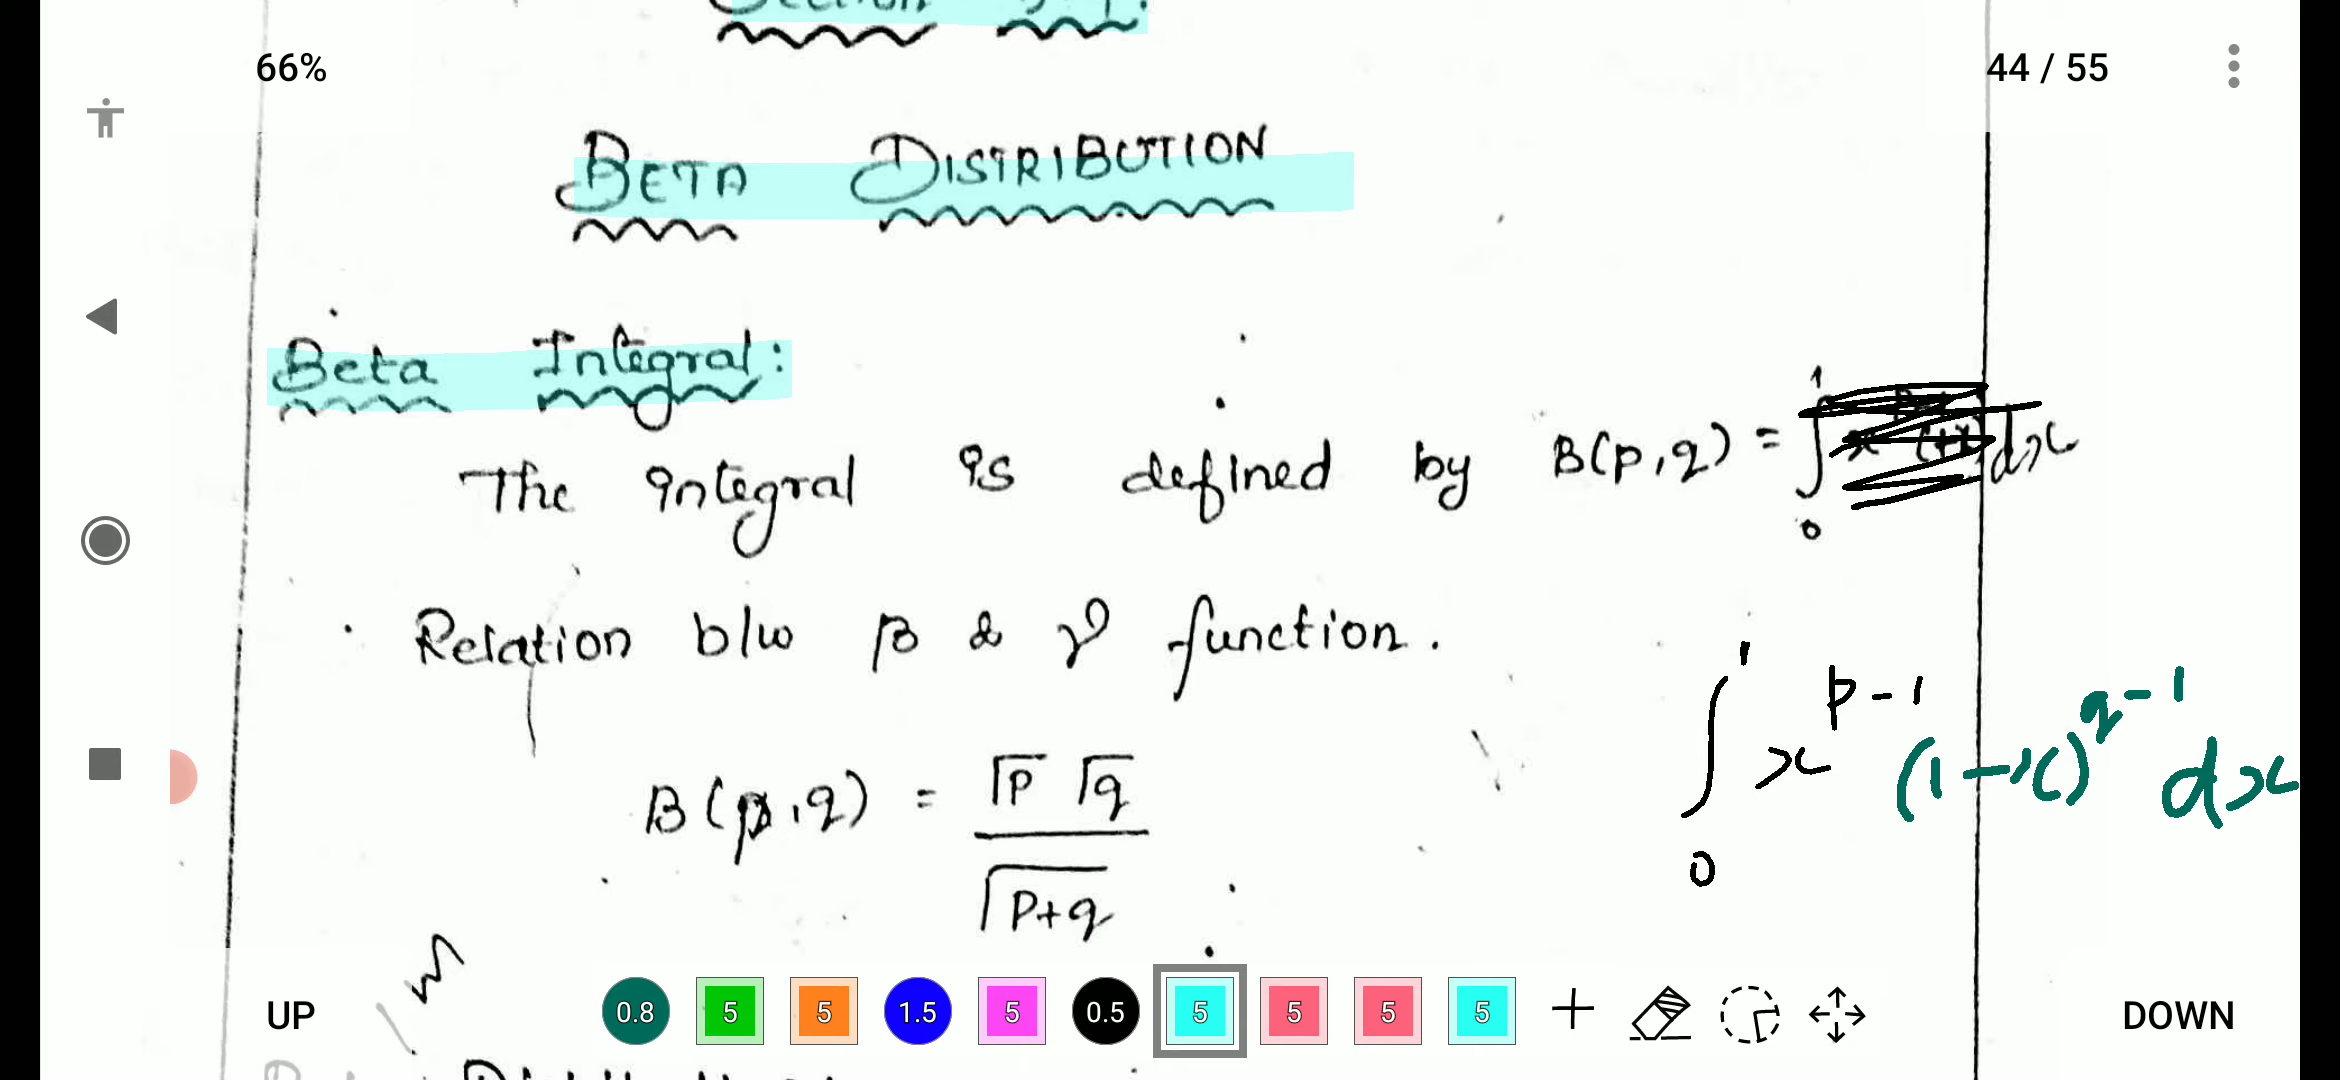 66%
44 / 55
BETA DISTRIBUTION
Beta Integral:
The integral is defined by B(p,q) = ∫₀¹ dx
Relation b/w β & γ function.
∫₀¹ x^{p-1} (1-x)^{q-1} dx
B(p,q) = Γp Γq / Γp+q
UP
0.8 5 5 1.5 5 0.5 5 5 5 5
DOWN